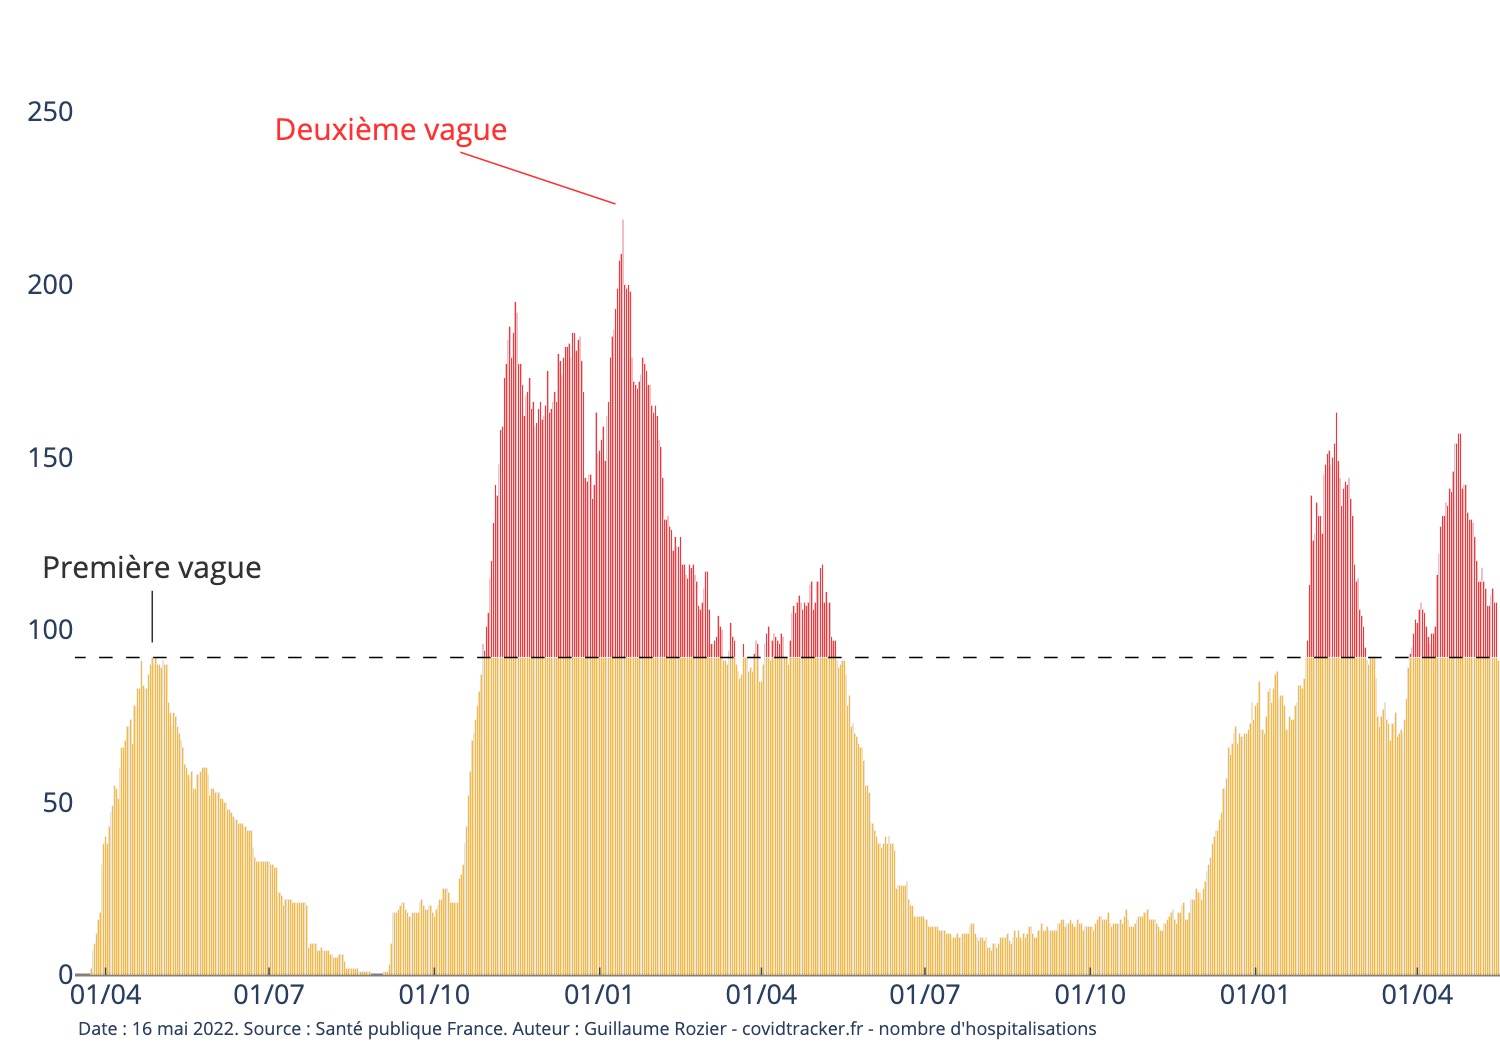 250
Deuxième vague
200
150
Première vague
100
50
0
01/04 01/07 01/10 01/01 01/04 01/07 01/10 01/01 01/04
Date : 16 mai 2022. Source : Santé publique France. Auteur : Guillaume Rozier - covidtracker.fr - nombre d'hospitalisations